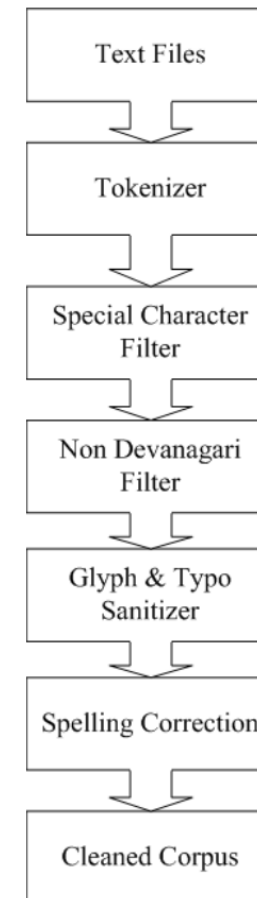 Text Files
Tokenizer
Special Character
Filter
Non Devanagari
Filter
Glyph & Typo
Sanitizer
Spelling Correction
Cleaned Corpus